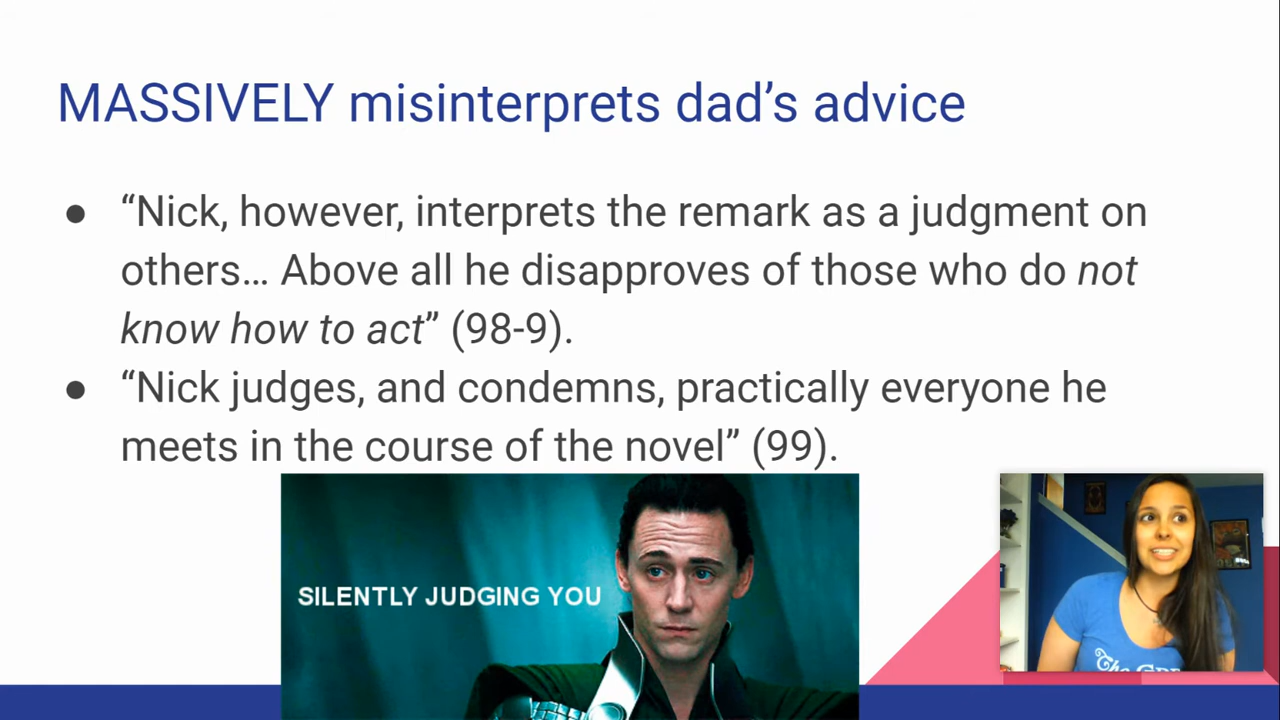 MASSIVELY misinterprets dad’s advice
● “Nick, however, interprets the remark as a judgment on
others… Above all he disapproves of those who do not
know how to act” (98-9).
● “Nick judges, and condemns, practically everyone he
meets in the course of the novel” (99).
SILENTLY JUDGING YOU
The